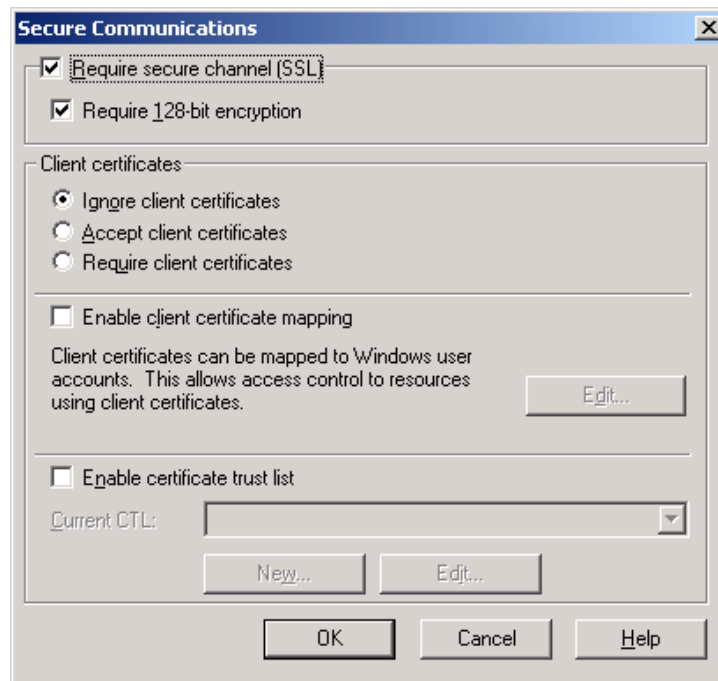 Secure Communications
Require secure channel (SSL)
Require 128-bit encryption
Client certificates
Ignore client certificates
Accept client certificates
Require client certificates
Enable client certificate mapping
Client certificates can be mapped to Windows user
accounts. This allows access control to resources
using client certificates.
Edit...
Enable certificate trust list
Current CTL:
New...
Edit...
OK
Cancel
Help